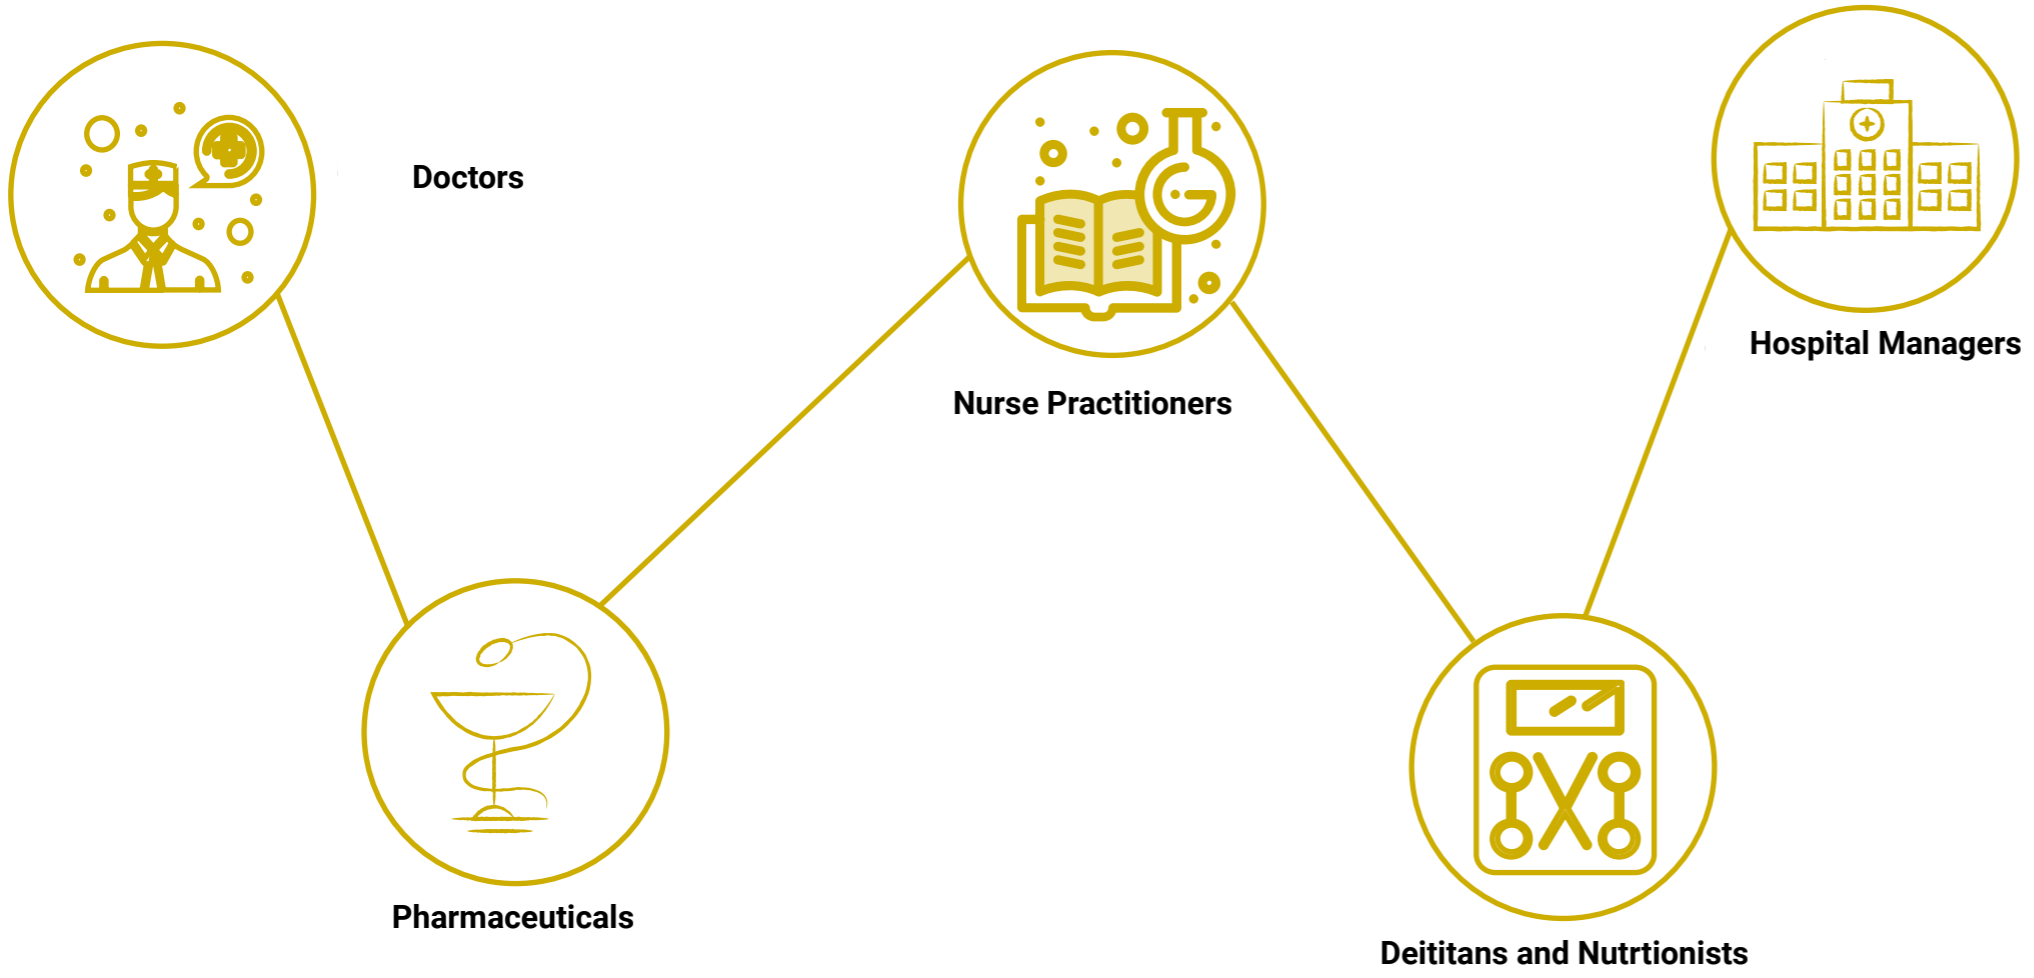 Doctors
Nurse Practitioners
Hospital Managers
Pharmaceuticals
Deititans and Nutrtionists